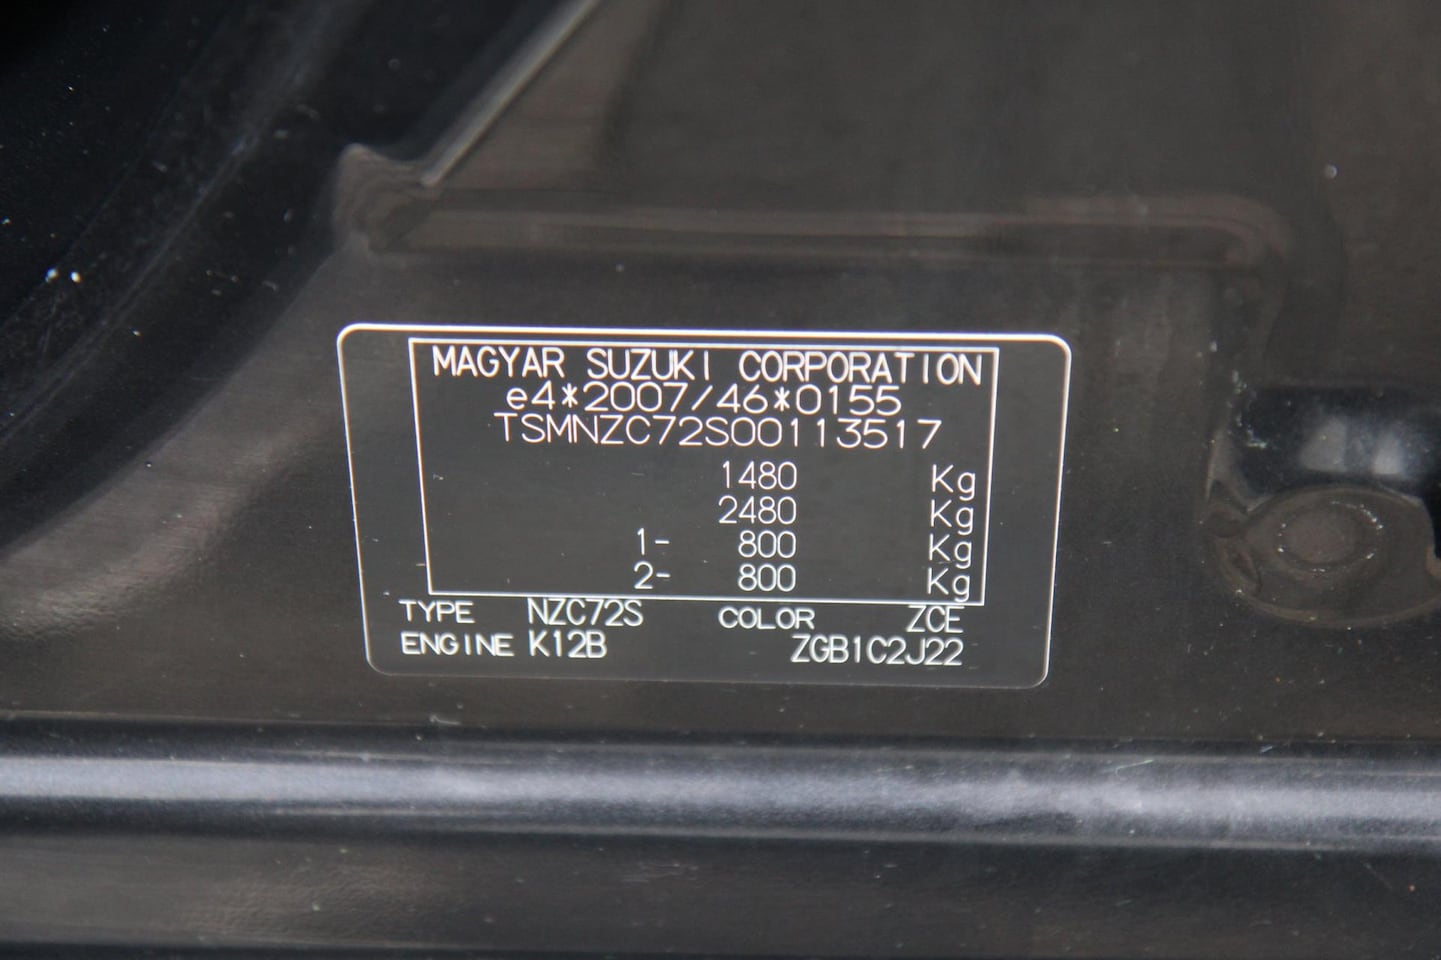 MAGYAR SUZUKI CORPORATION
e4*2007/46*0155
TSMNZC72S00113517
1480 Kg
2480 Kg
1- 800 Kg
2- 800 Kg
TYPE NZC72S COLOR ZCE
ENGINE K12B ZGB1C2J22